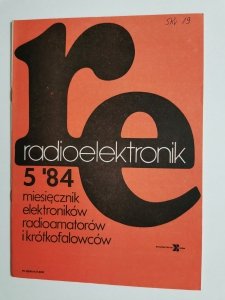 re
radioelektronik
5 '84
miesięcznik
elektroników
radioamatorów
i krótkofalowców